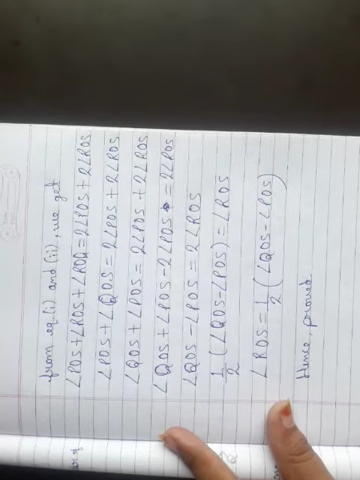 from eq.(i) and (ii), we get
∠POS+∠ROS+∠ROQ=2∠POS+2∠ROS
∠POS+∠QOS=2∠POS+2∠ROS
∠QOS+∠POS=2∠POS+2∠ROS
∠QOS+∠POS-2∠POS=2∠ROS
∠QOS-∠POS=2∠ROS
1/2(∠QOS-∠POS)=∠ROS
∠ROS=1/2(∠QOS-∠POS)
Hence, proved